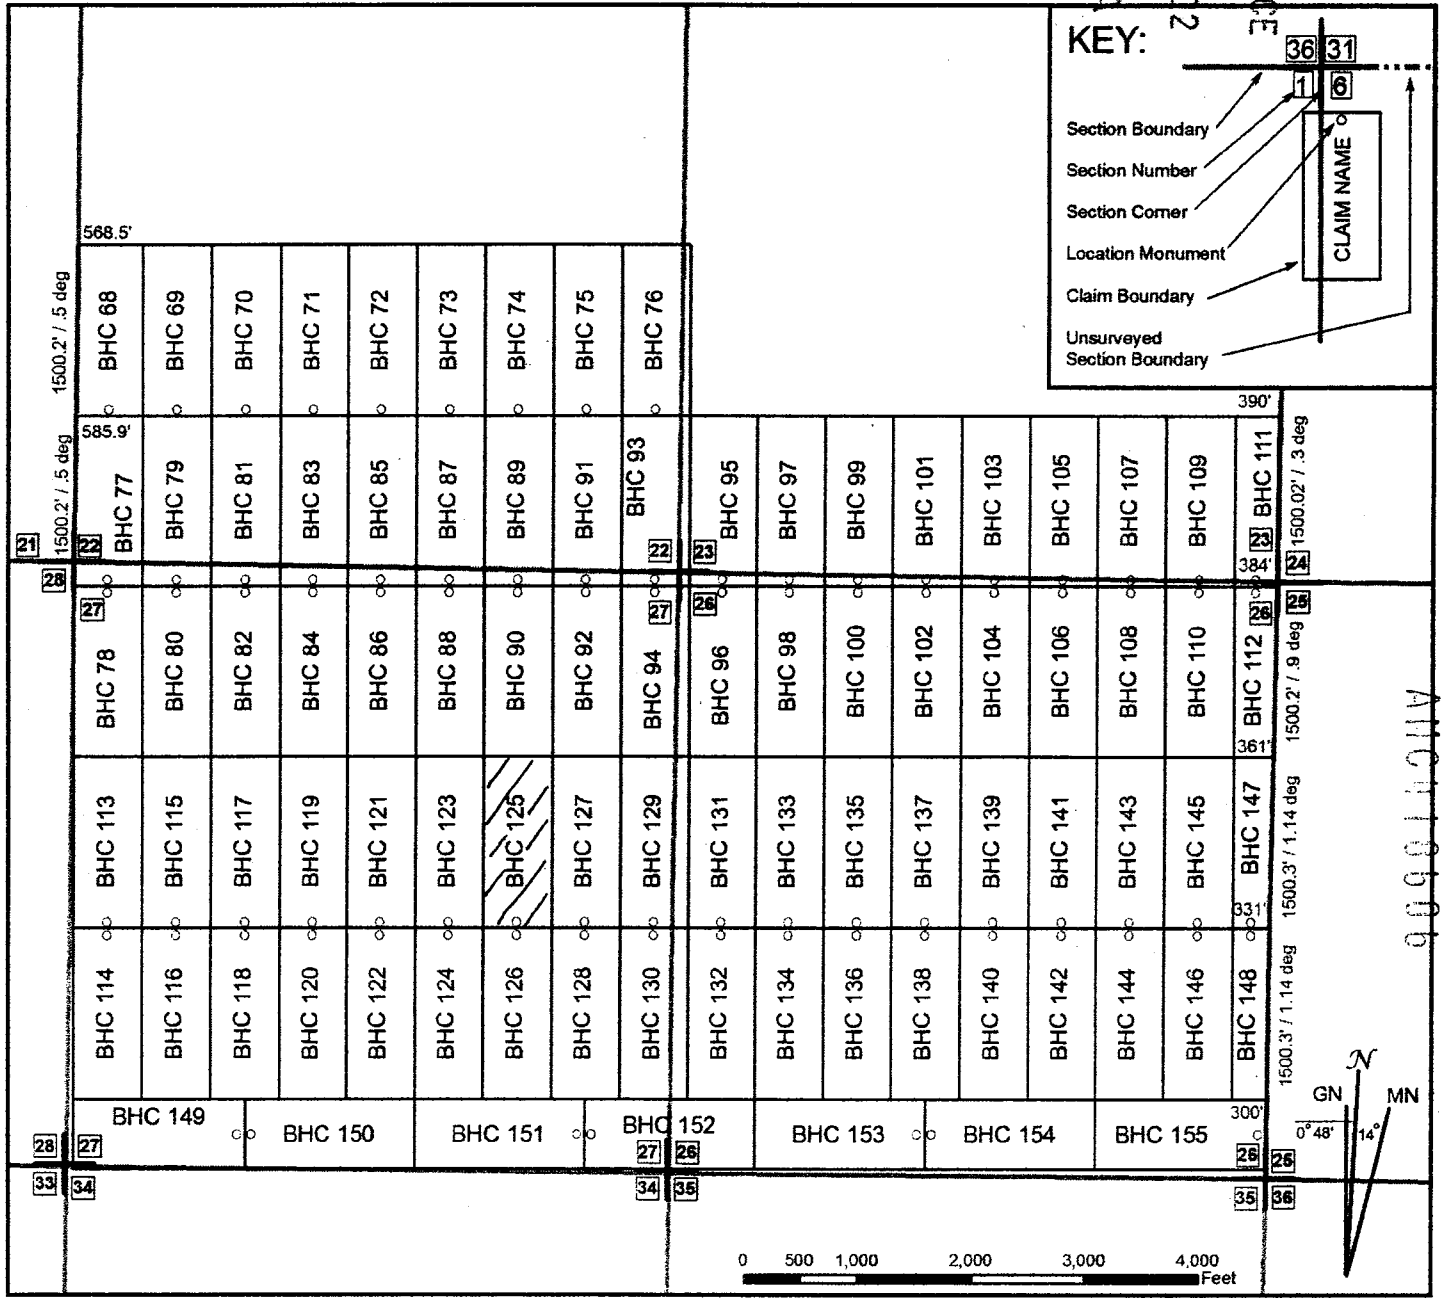 KEY:
36 31
1 6
Section Boundary
Section Number
Section Corner
Location Monument
Claim Boundary
Unsurveyed
Section Boundary
CLAIM NAME
568.5'
1500.2' / .5 deg
BHC 68
BHC 69
BHC 70
BHC 71
BHC 72
BHC 73
BHC 74
BHC 75
BHC 76
390'
585.9'
1500.2' / .5 deg
BHC 77
BHC 79
BHC 81
BHC 83
BHC 85
BHC 87
BHC 89
BHC 91
BHC 93
BHC 95
BHC 97
BHC 99
BHC 101
BHC 103
BHC 105
BHC 107
BHC 109
BHC 111
1500.02' / .3 deg
21 22
22 23
23 24
384'
28 27
27 26
26 25
BHC 78
BHC 80
BHC 82
BHC 84
BHC 86
BHC 88
BHC 90
BHC 92
BHC 94
BHC 96
BHC 98
BHC 100
BHC 102
BHC 104
BHC 106
BHC 108
BHC 110
BHC 112
1500.2' / .9 deg
361'
BHC 113
BHC 115
BHC 117
BHC 119
BHC 121
BHC 123
BHC 125
BHC 127
BHC 129
BHC 131
BHC 133
BHC 135
BHC 137
BHC 139
BHC 141
BHC 143
BHC 145
BHC 147
1500.3' / 1.14 deg
331'
BHC 114
BHC 116
BHC 118
BHC 120
BHC 122
BHC 124
BHC 126
BHC 128
BHC 130
BHC 132
BHC 134
BHC 136
BHC 138
BHC 140
BHC 142
BHC 144
BHC 146
BHC 148
1500.3' / 1.14 deg
BHC 149
BHC 150
BHC 151
BHC 152
BHC 153
BHC 154
BHC 155
300'
28 27
27 26
26 25
33 34
34 35
35 36
N
GN MN
0° 48' 14°
0 500 1,000 2,000 3,000 4,000
Feet